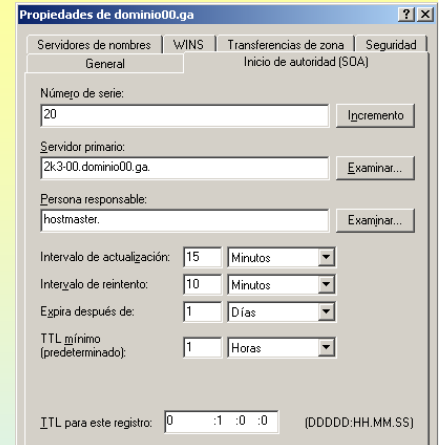 Propiedades de dominio00.ga
Servidores de nombres WINS Transferencias de zona Seguridad
General Inicio de autoridad (SOA)
Número de serie:
20 Incremento
Servidor primario:
2k3-00.dominio00.ga. Examinar...
Persona responsable:
hostmaster. Examinar...
Intervalo de actualización: 15 Minutos
Intervalo de reintento: 10 Minutos
Expira después de: 1 Días
TTL mínimo
(predeterminado): 1 Horas
TTL para este registro: 0 :1 :0 :0 (DDDDD:HH.MM.SS)